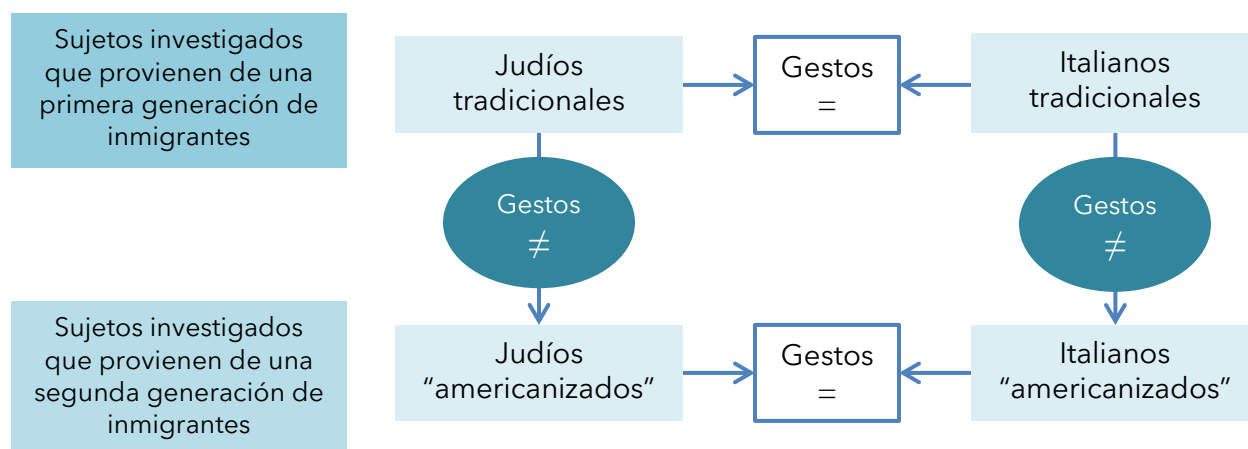 Sujetos investigados
que provienen de una
primera generación de
inmigrantes
Judíos
tradicionales
Gestos
=
Italianos
tradicionales
Gestos
≠
Gestos
≠
Sujetos investigados
que provienen de una
segunda generación de
inmigrantes
Judíos
“americanizados”
Gestos
=
Italianos
“americanizados”